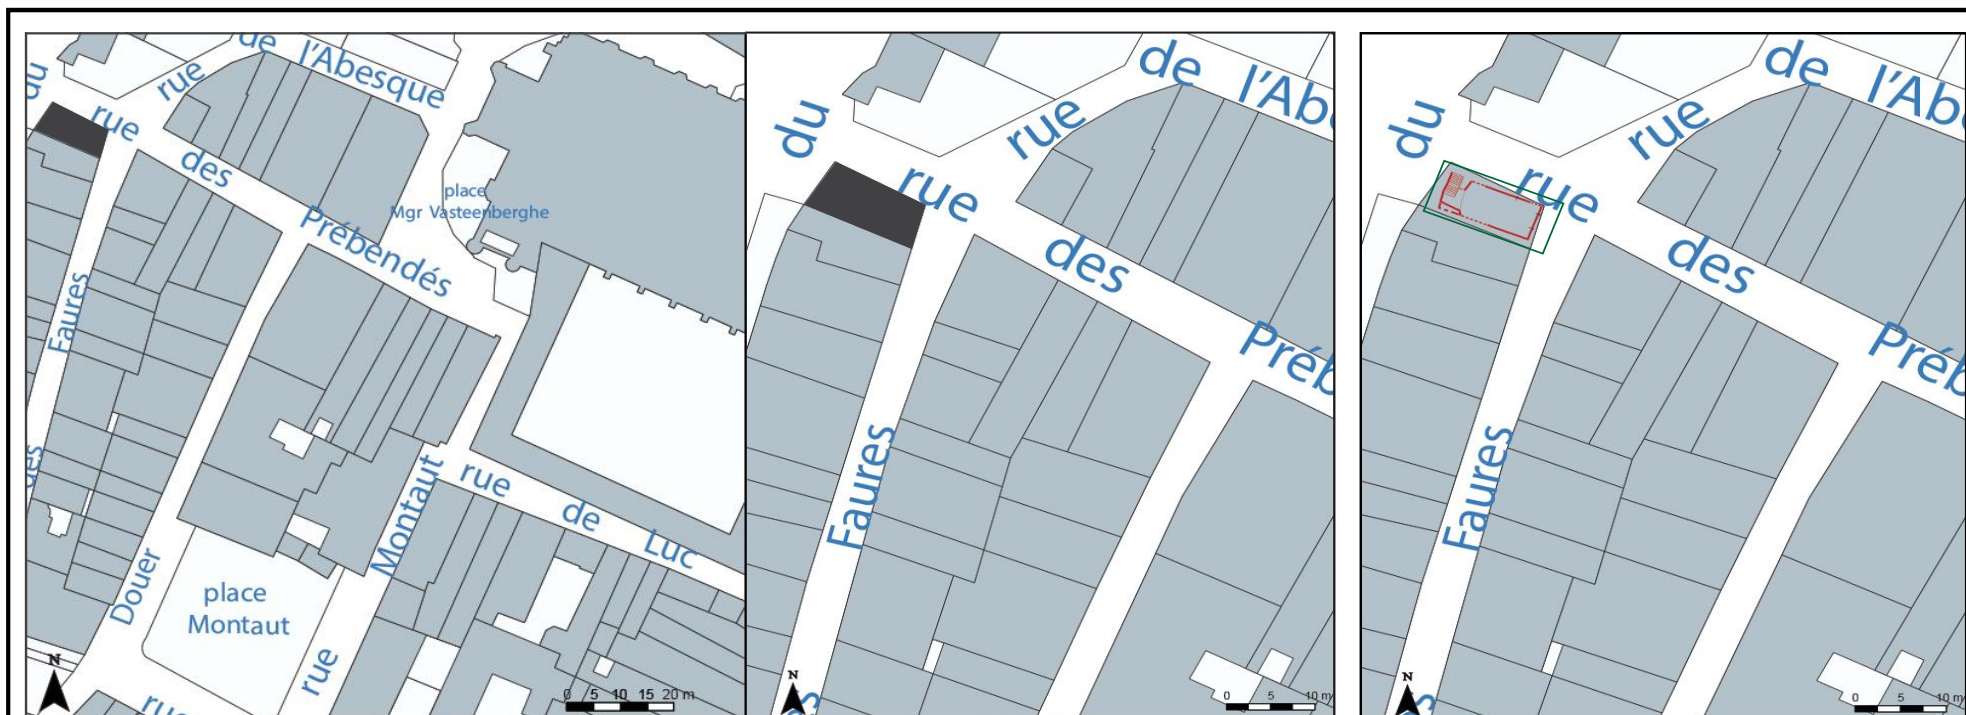 du
rue
de l'Abesque
rue
des
Prébendés
place
Mgr Vasteenberghe
Faures
des
Montaut
rue
de
Luc
Douer
place
Montaut
rue
rue
N
0 5 10 15 20 m
du
rue
de l'Ab
rue
des
Préb
Faures
N
0 5 10 m
du
rue
de l'Ab
rue
des
Préb
Faures
N
0 5 10 m